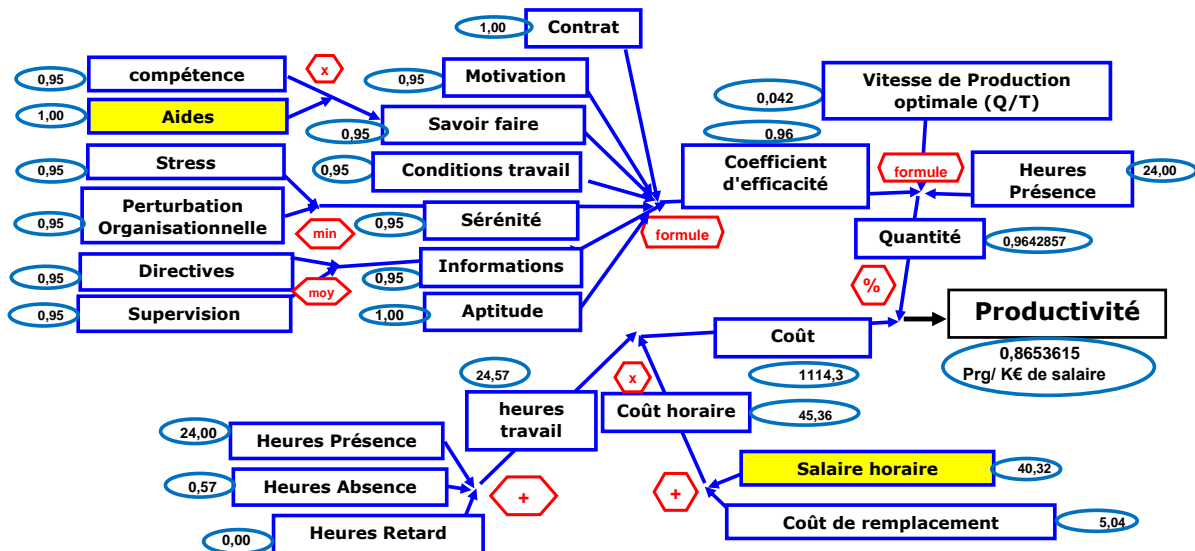 1,00
Contrat
0,95
compétence
x
0,95
Motivation
Vitesse de Production
optimale (Q/T)
1,00
Aides
0,042
0,95
Savoir faire
0,96
0,95
Stress
0,95
Conditions travail
Coefficient
d'efficacité
formule
Heures
Présence
24,00
0,95
Perturbation
Organisationnelle
min
0,95
Sérénité
formule
Quantité
0,9642857
0,95
Directives
moy
0,95
Informations
%
0,95
Supervision
1,00
Aptitude
Productivité
Coût
0,8653615
Prg/ K€ de salaire
24,57
x
1114,3
heures
travail
Coût horaire
45,36
24,00
Heures Présence
Salaire horaire
40,32
0,57
Heures Absence
+
+
Coût de remplacement
5,04
0,00
Heures Retard